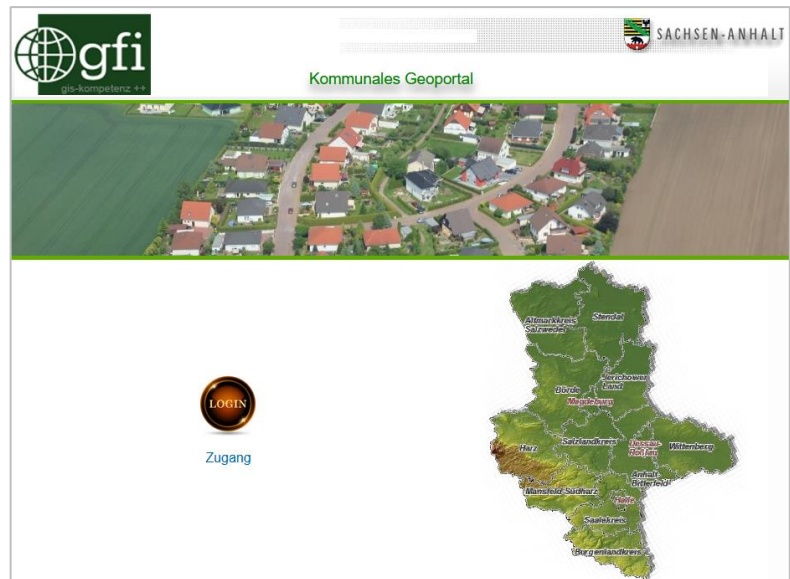 gfi
gis-kompetenz ++
SACHSEN-ANHALT
Kommunales Geoportal
Altmarkkreis
Salzwedel
Stendal
Jerichower
Land
Börde
Magdeburg
Harz
Salzlandkreis
Dessau-
Roßlau
Wittenberg
Anhalt-
Bitterfeld
Mansfeld-Südharz
Halle
Saalekreis
Burgenlandkreis
LOGIN
Zugang